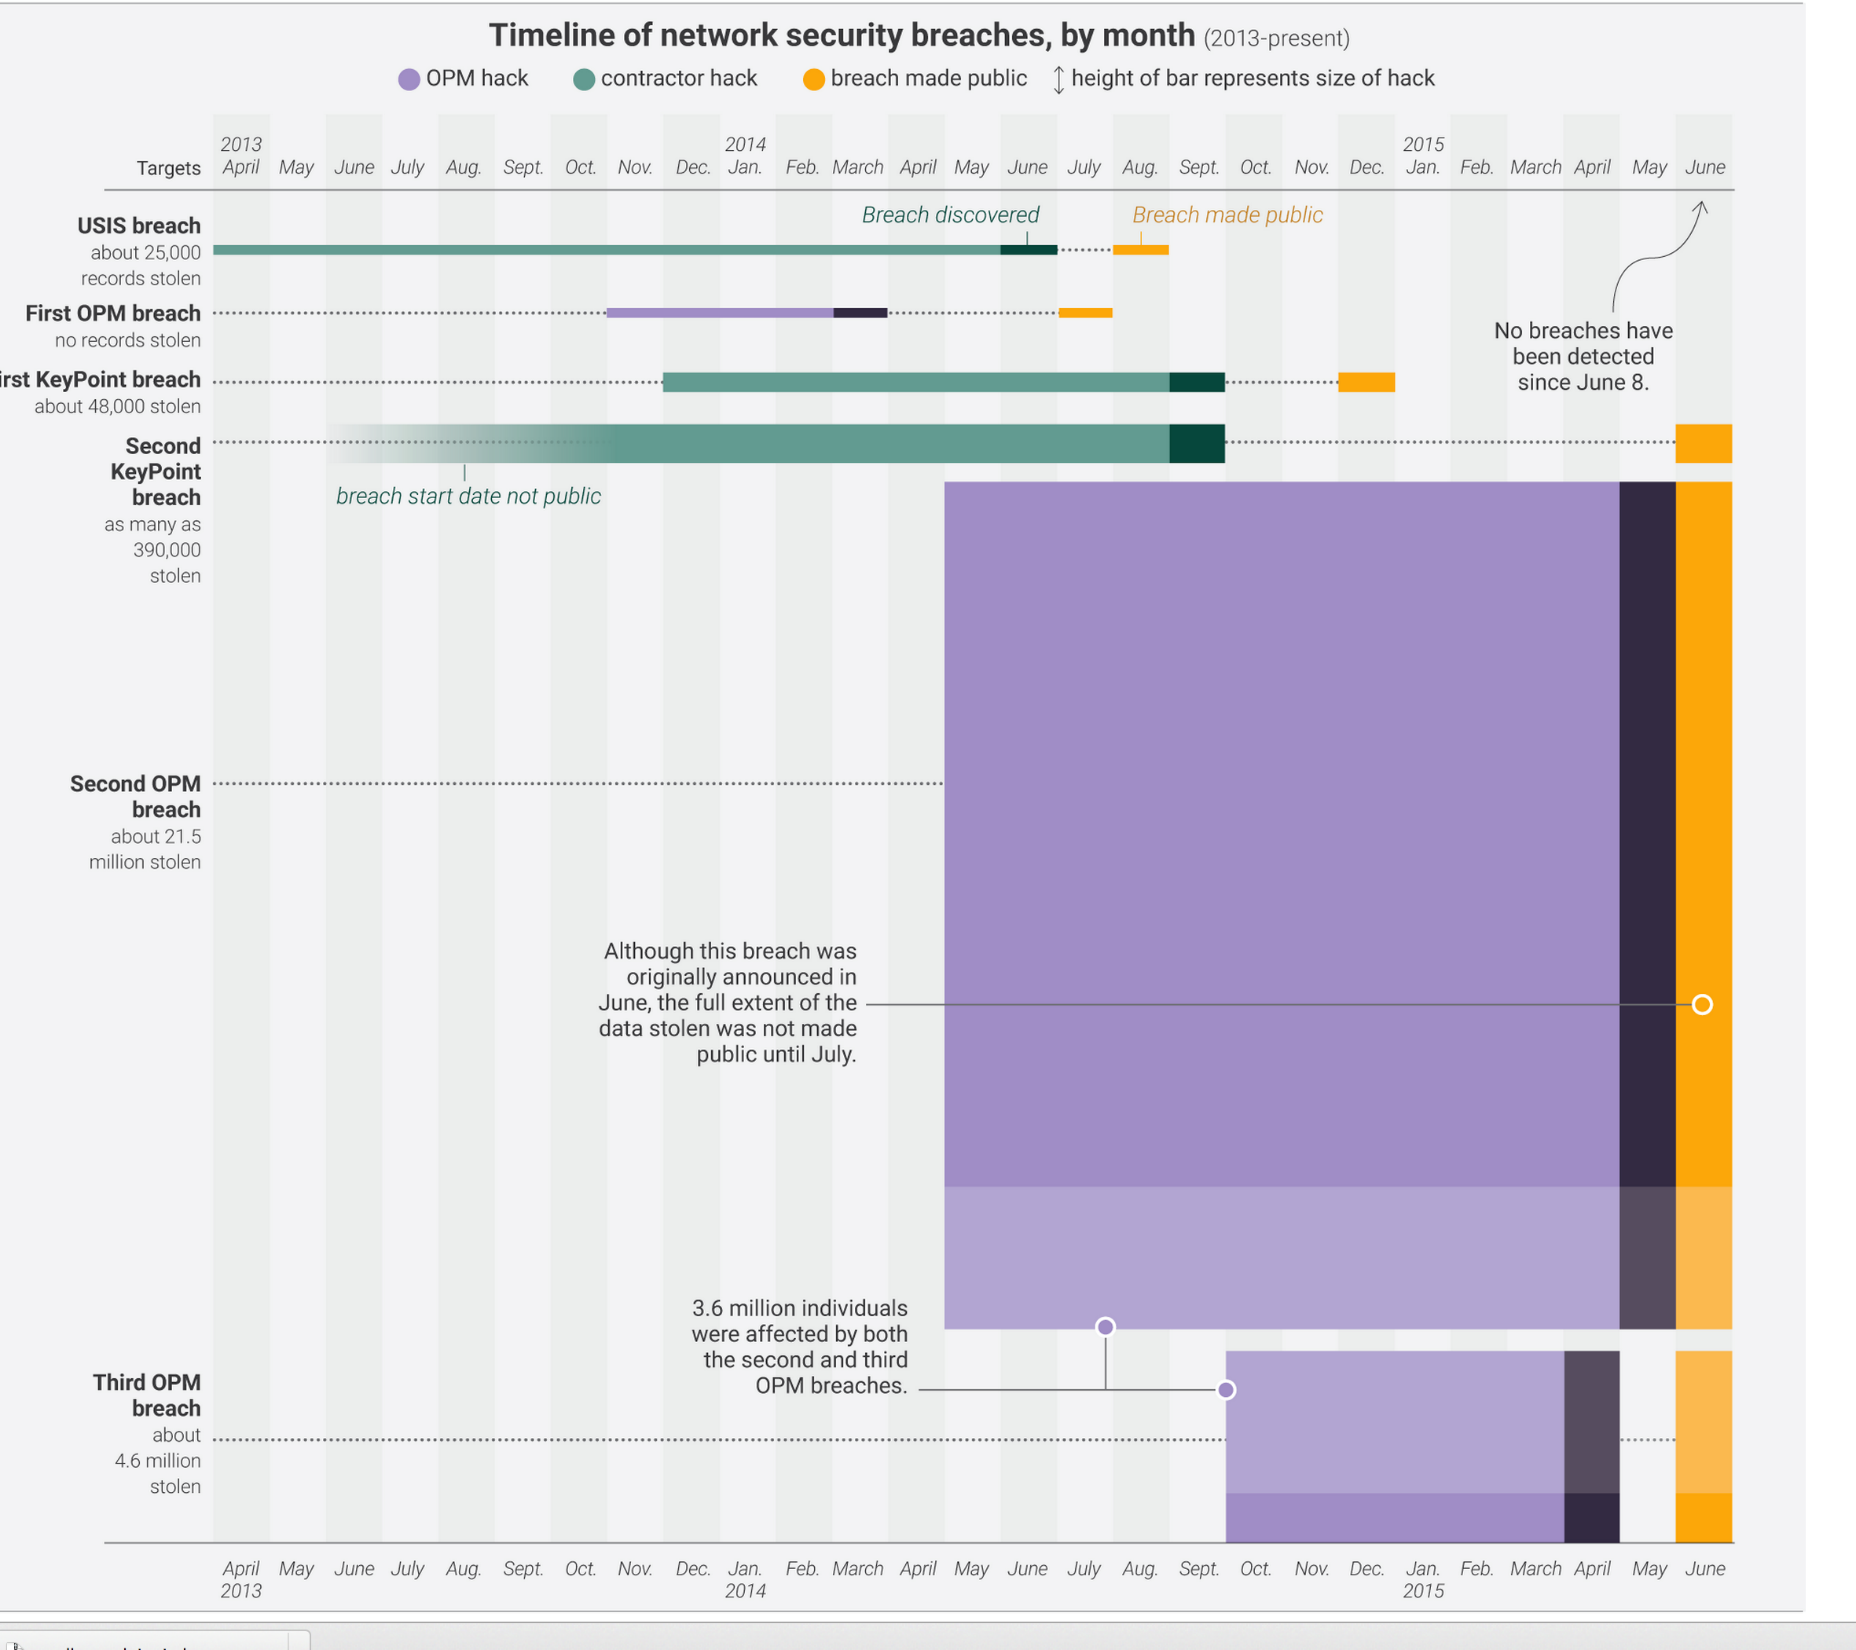 Timeline of network security breaches, by month (2013-present)
OPM hack contractor hack breach made public height of bar represents size of hack
2013 2014 2015
Targets April May June July Aug. Sept. Oct. Nov. Dec. Jan. Feb. March April May June July Aug. Sept. Oct. Nov. Dec. Jan. Feb. March April May June
Breach discovered Breach made public
USIS breach
about 25,000
records stolen
First OPM breach
no records stolen
No breaches have
been detected
since June 8.
irst KeyPoint breach
about 48,000 stolen
Second
KeyPoint
breach
as many as
390,000
stolen
breach start date not public
Second OPM
breach
about 21.5
million stolen
Although this breach was
originally announced in
June, the full extent of the
data stolen was not made
public until July.
3.6 million individuals
were affected by both
the second and third
OPM breaches.
Third OPM
breach
about
4.6 million
stolen
April May June July Aug. Sept. Oct. Nov. Dec. Jan. Feb. March April May June July Aug. Sept. Oct. Nov. Dec. Jan. Feb. March April May June
2013 2014 2015